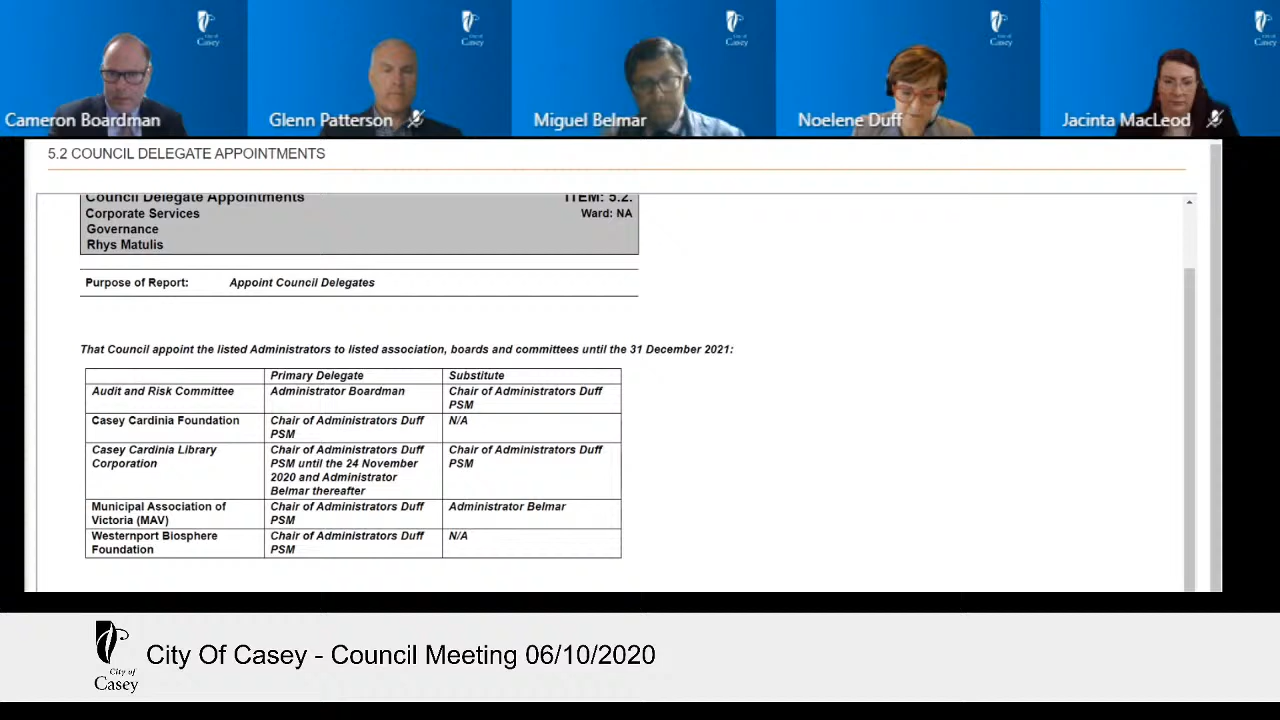 City of
Casey
City of
Casey
City of
Casey
City of
Casey
City of
Casey
Cameron Boardman
Glenn Patterson
Miguel Belmar
Noelene Duff
Jacinta MacLeod
5.2 COUNCIL DELEGATE APPOINTMENTS
Council Delegate Appointments ITEM: 5.2.
Corporate Services Ward: NA
Governance
Rhys Matulis
Purpose of Report: Appoint Council Delegates
That Council appoint the listed Administrators to listed association, boards and committees until the 31 December 2021:
Primary Delegate Substitute
Audit and Risk Committee Administrator Boardman Chair of Administrators Duff
PSM
Casey Cardinia Foundation Chair of Administrators Duff N/A
PSM
Casey Cardinia Library Chair of Administrators Duff Chair of Administrators Duff
Corporation PSM until the 24 November PSM
2020 and Administrator
Belmar thereafter
Municipal Association of Chair of Administrators Duff Administrator Belmar
Victoria (MAV) PSM
Westernport Biosphere Chair of Administrators Duff N/A
Foundation PSM
City of
Casey
City Of Casey - Council Meeting 06/10/2020